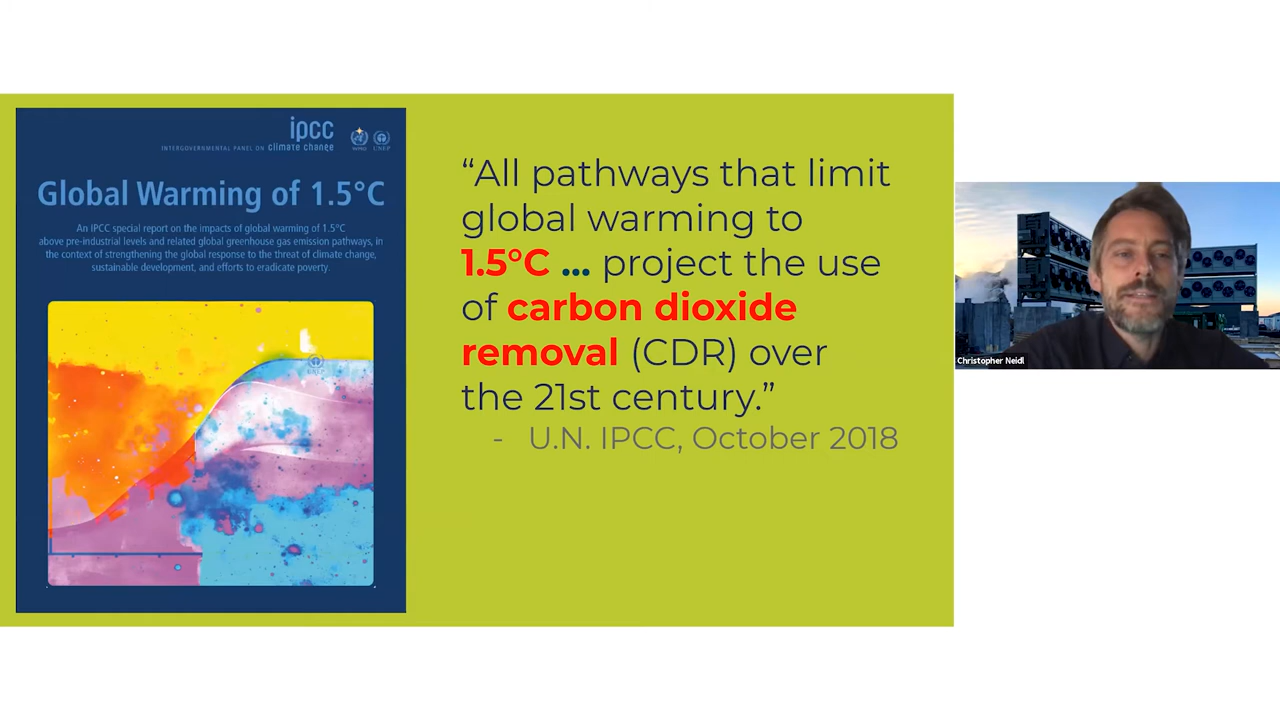 ipcc
INTERGOVERNMENTAL PANEL ON climate change
WMO
UNEP
Global Warming of 1.5°C
An IPCC special report on the impacts of global warming of 1.5°C
above pre-industrial levels and related global greenhouse gas emission pathways, in
the context of strengthening the global response to the threat of climate change,
sustainable development, and efforts to eradicate poverty.
“All pathways that limit
global warming to
1.5°C ... project the use
of carbon dioxide
removal (CDR) over
the 21st century.”
- U.N. IPCC, October 2018
Christopher Neidl